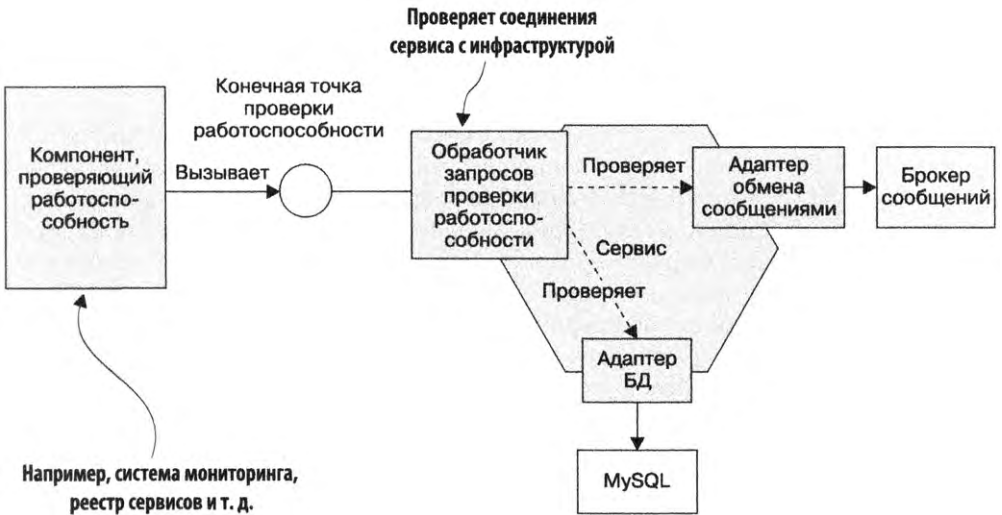 Проверяет соединения
сервиса с инфраструктурой
Конечная точка
проверки
работоспособности
Компонент,
проверяющий
работоспо-
собность
Вызывает
Обработчик
запросов
проверки
работоспо-
собности
Проверяет
Адаптер
обмена
сообщениями
Брокер
сообщений
Сервис
Проверяет
Адаптер
БД
MySQL
Например, система мониторинга,
реестр сервисов и т. д.